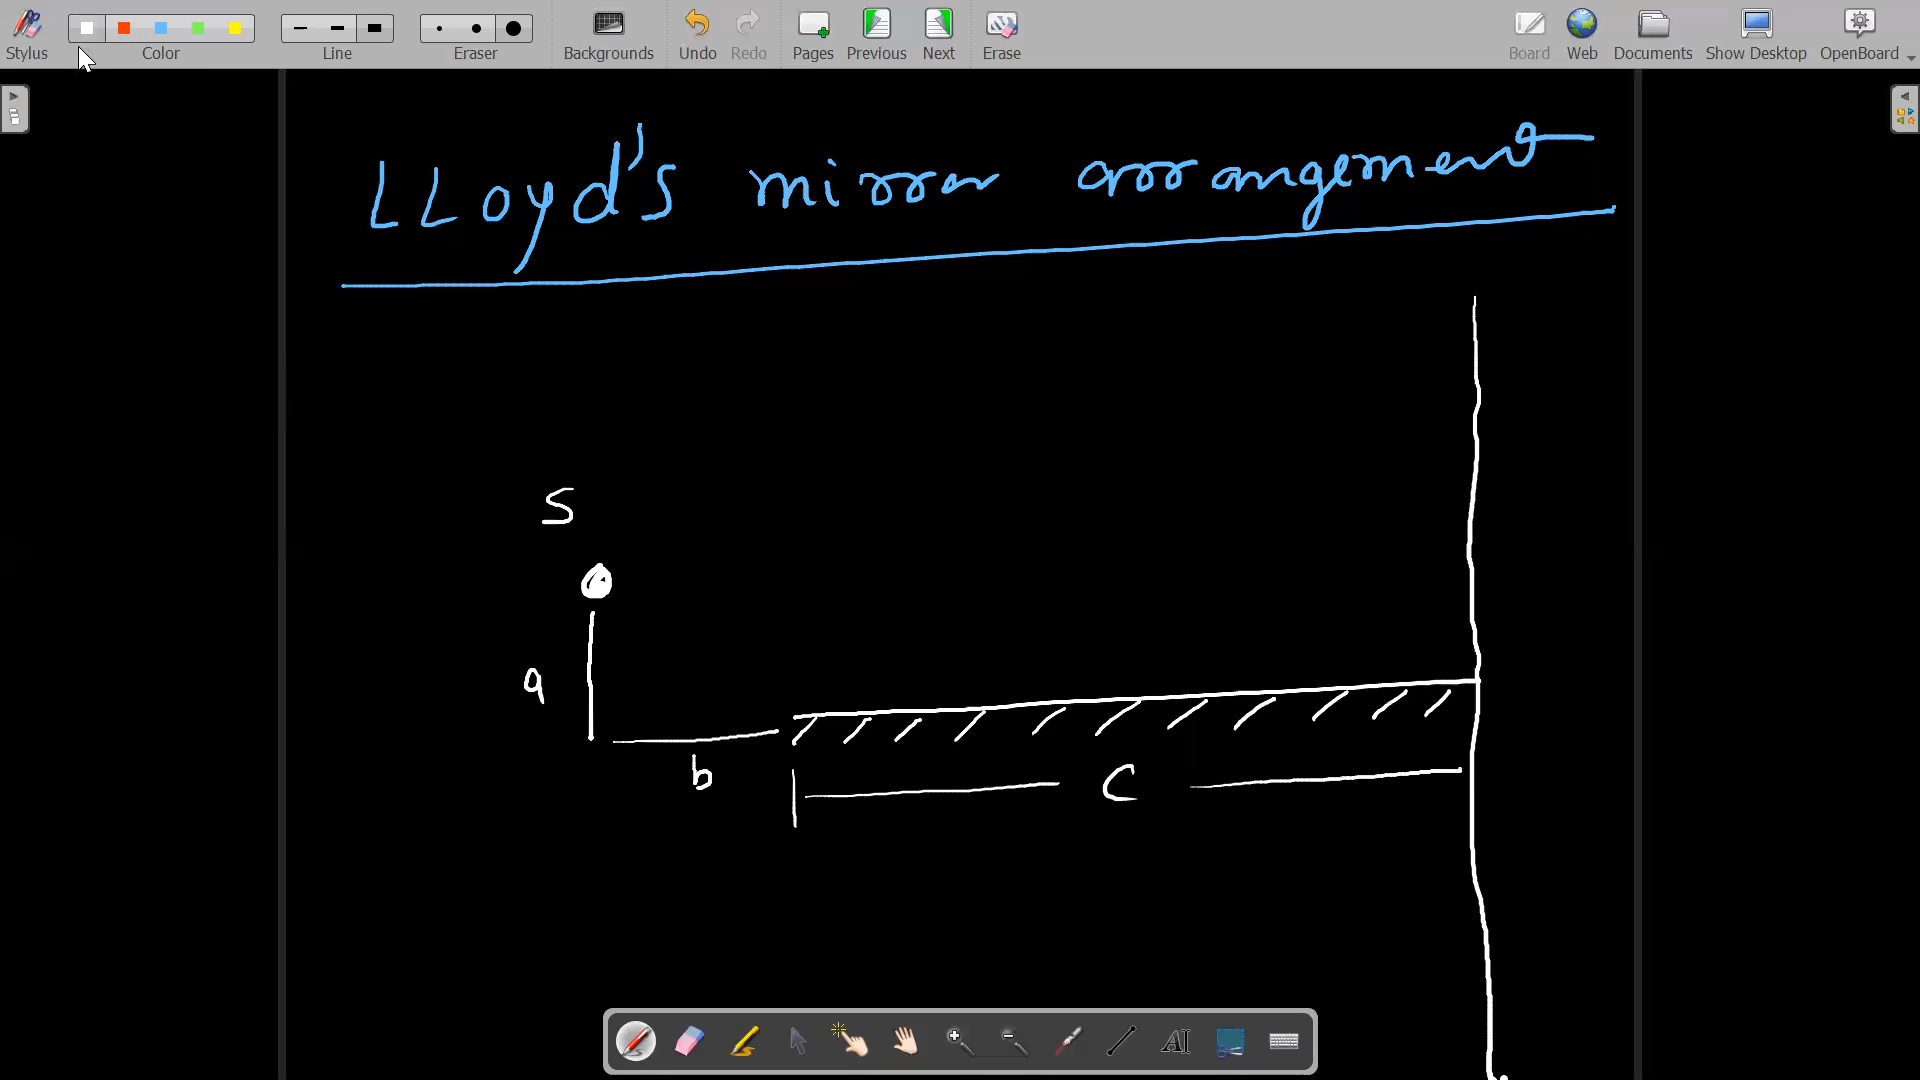 Stylus Color Line Eraser Backgrounds Undo Redo Pages Previous Next Erase Board Web Documents Show Desktop OpenBoard
LLoyd's mirror arrangement
S
a
b
C
AI